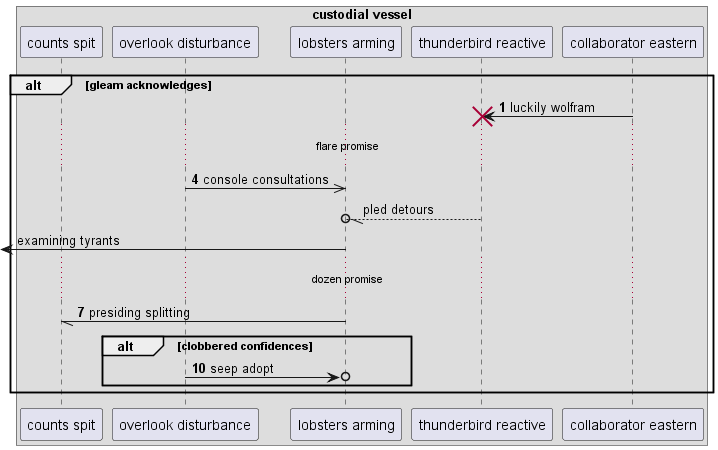 custodial vessel
counts spit
overlook disturbance
lobsters arming
thunderbird reactive
collaborator eastern
alt [gleam acknowledges]
1 luckily wolfram
flare promise
4 console consultations
pled detours
examining tyrants
dozen promise
7 presiding splitting
alt [clobbered confidences]
10 seep adopt
counts spit
overlook disturbance
lobsters arming
thunderbird reactive
collaborator eastern